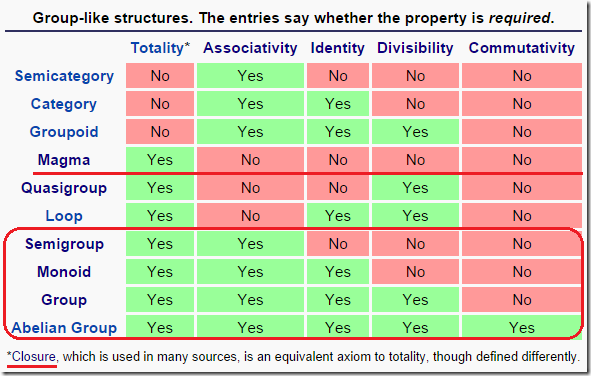 Group-like structures. The entries say whether the property is required.
Totality* Associativity Identity Divisibility Commutativity
Semicategory No Yes No No No
Category No Yes Yes No No
Groupoid No Yes Yes Yes No
Magma Yes No No No No
Quasigroup Yes No No Yes No
Loop Yes No Yes Yes No
Semigroup Yes Yes No No No
Monoid Yes Yes Yes No No
Group Yes Yes Yes Yes No
Abelian Group Yes Yes Yes Yes Yes
*Closure, which is used in many sources, is an equivalent axiom to totality, though defined differently.